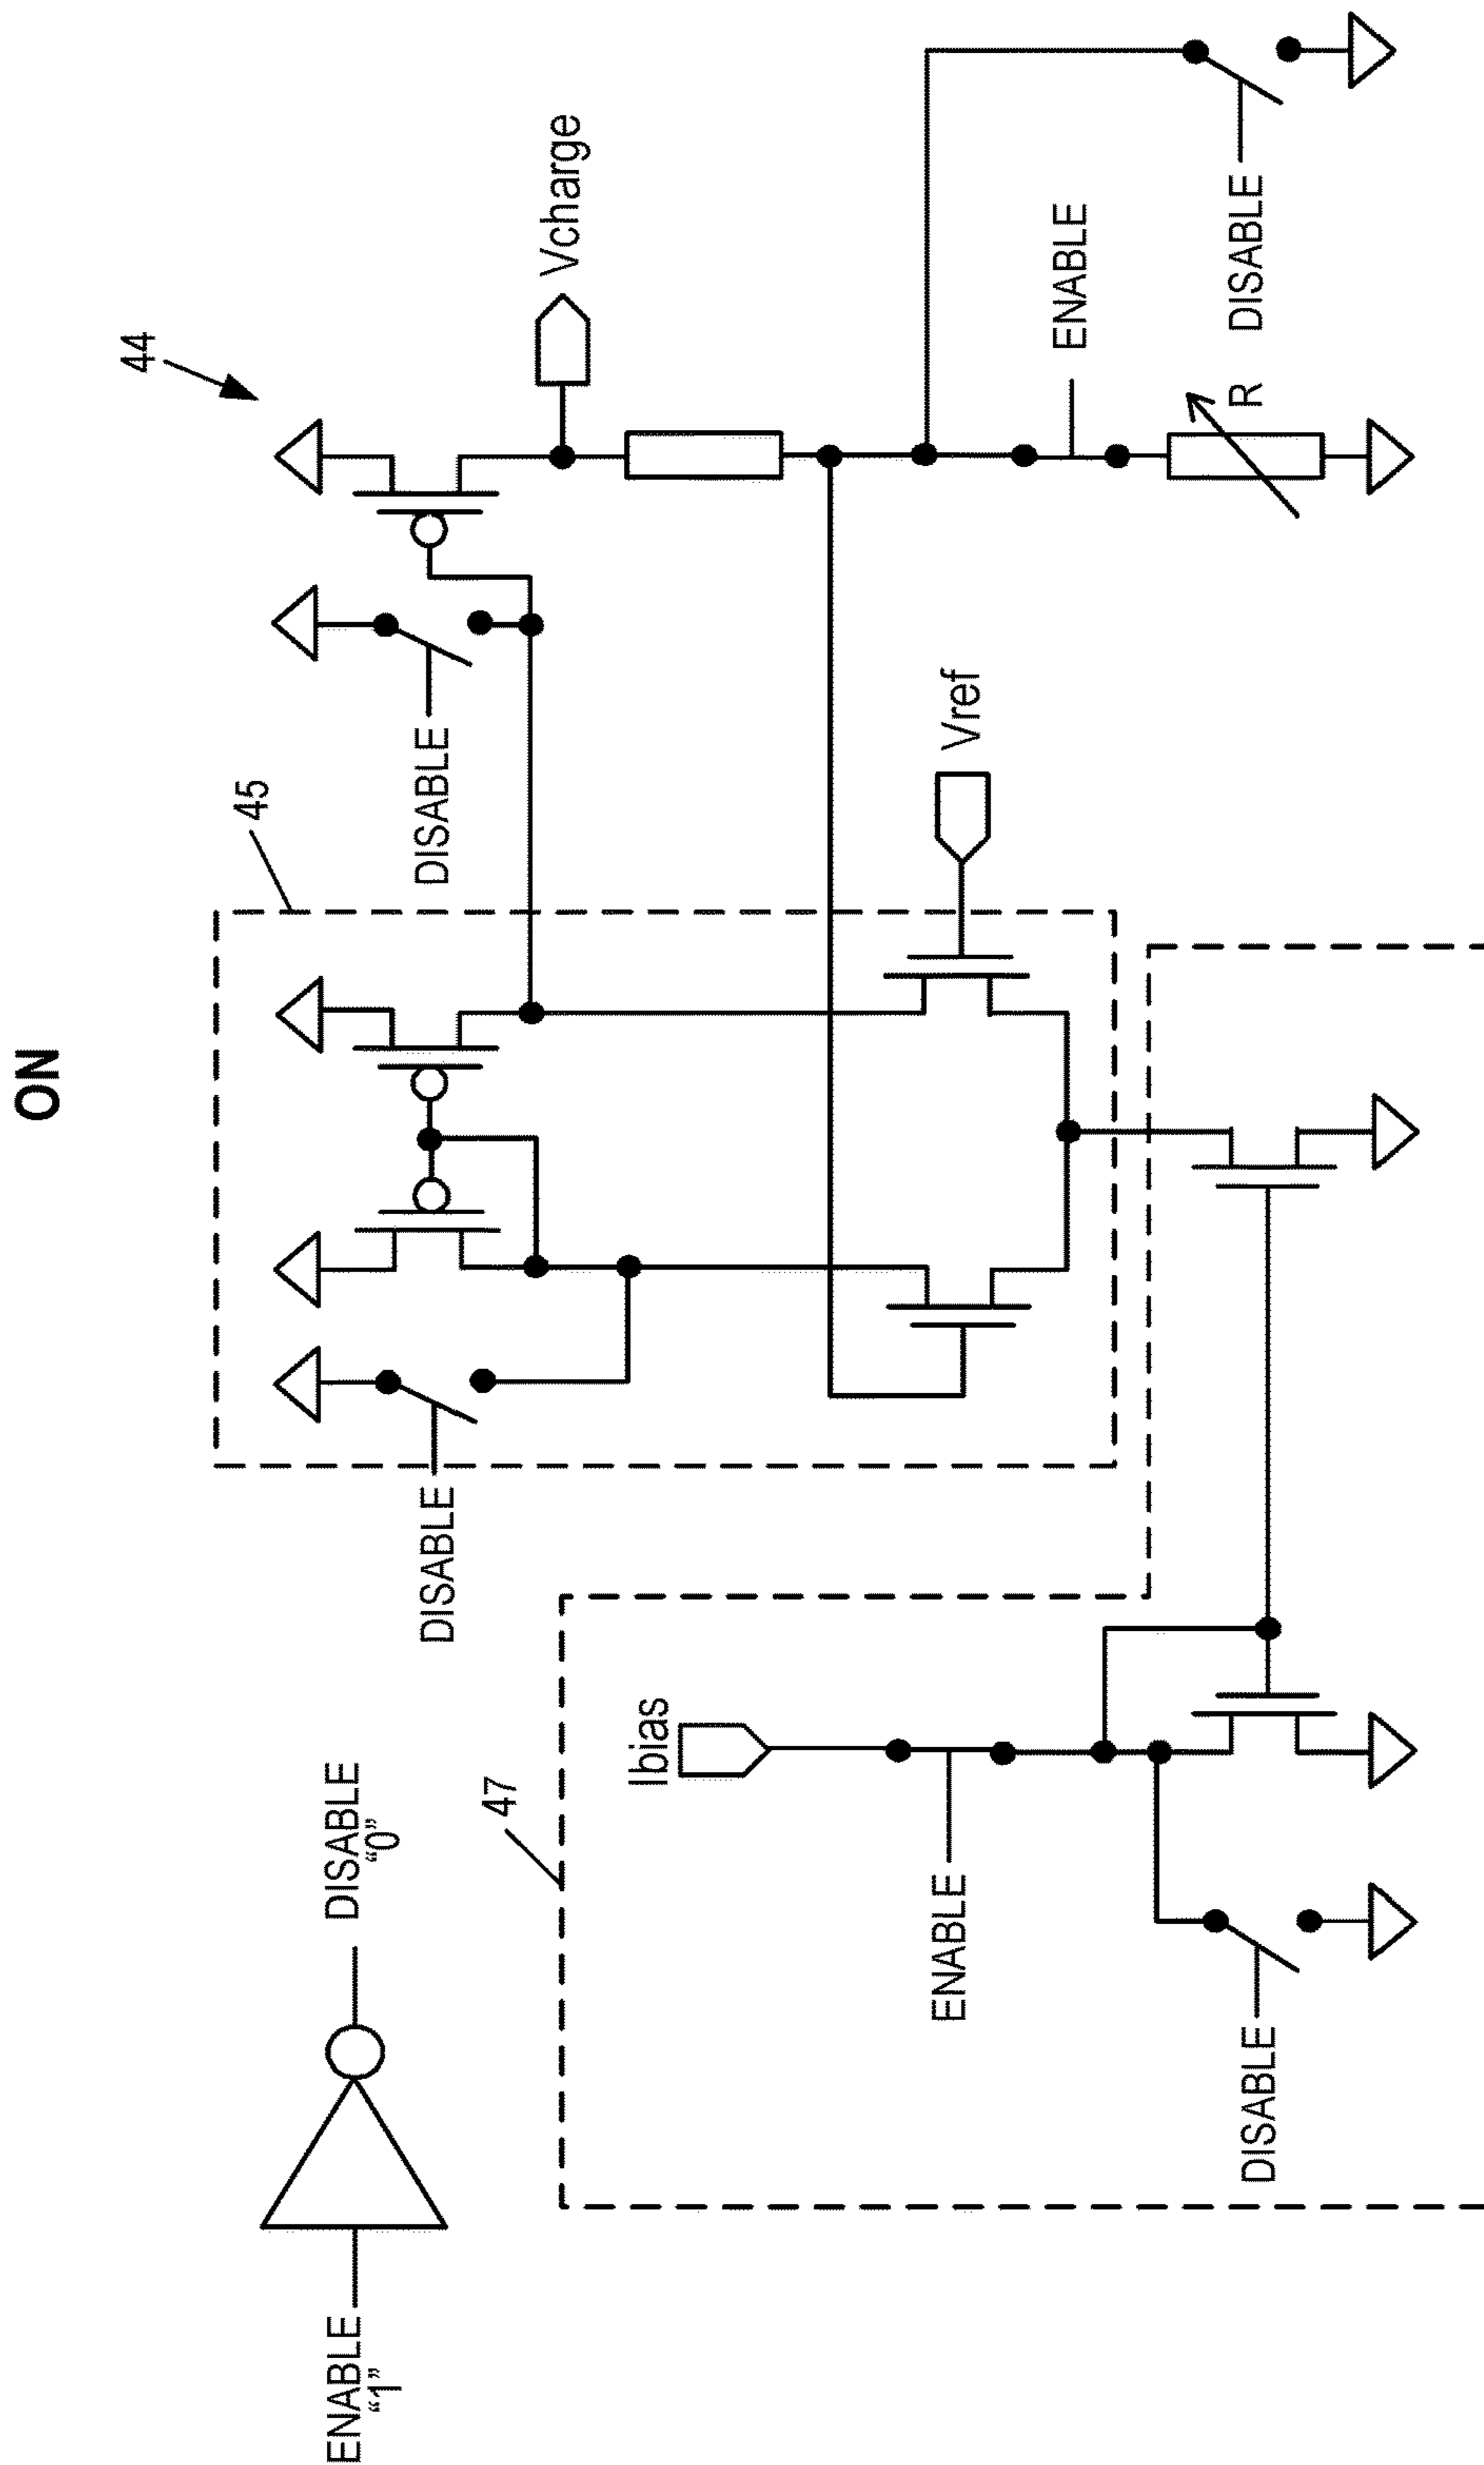 ON
44
Vcharge
45
DISABLE
DISABLE
Vref
ENABLE
R
DISABLE
ENABLE
“1”
DISABLE
“0”
47
Ibias
ENABLE
DISABLE